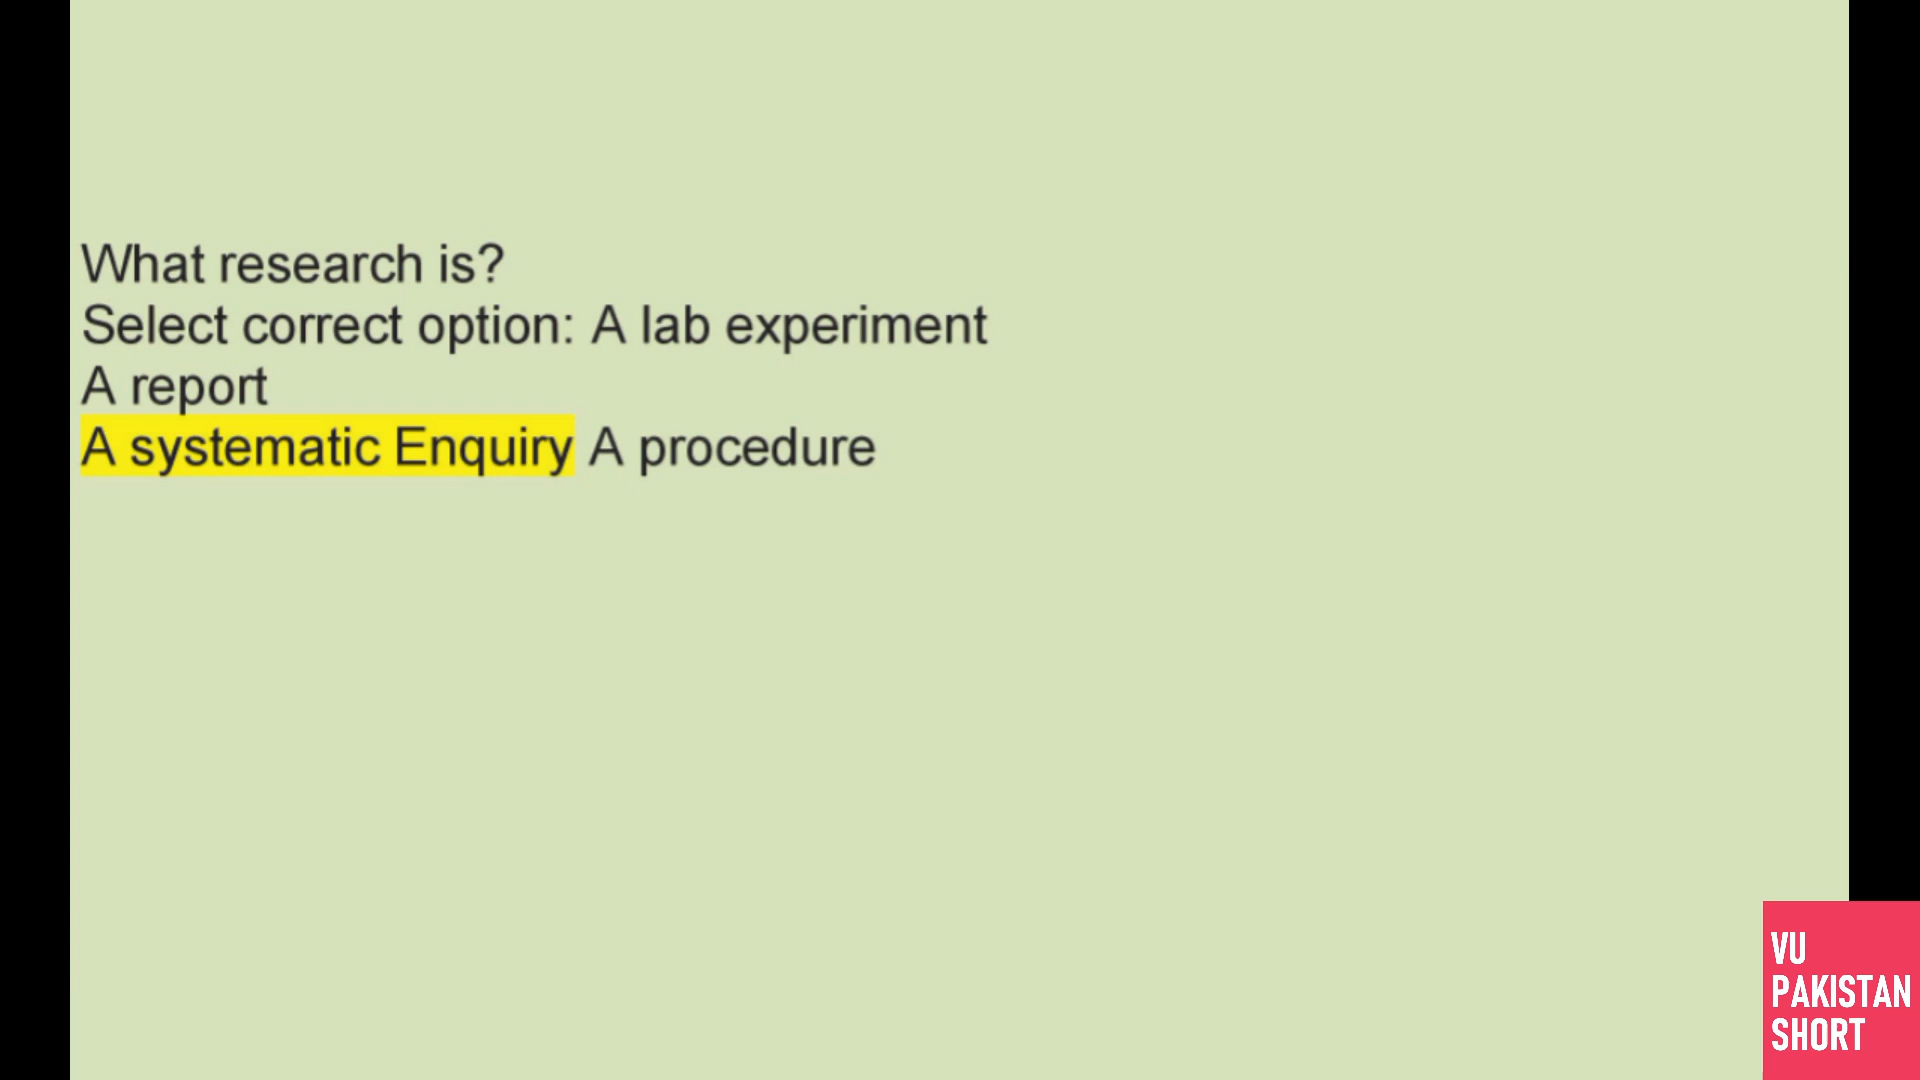 What research is?
Select correct option: A lab experiment
A report
A systematic Enquiry A procedure
VU
PAKISTAN
SHORT